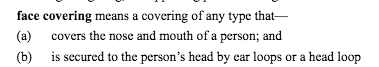 face covering means a covering of any type that—
(a) covers the nose and mouth of a person; and
(b) is secured to the person's head by ear loops or a head loop